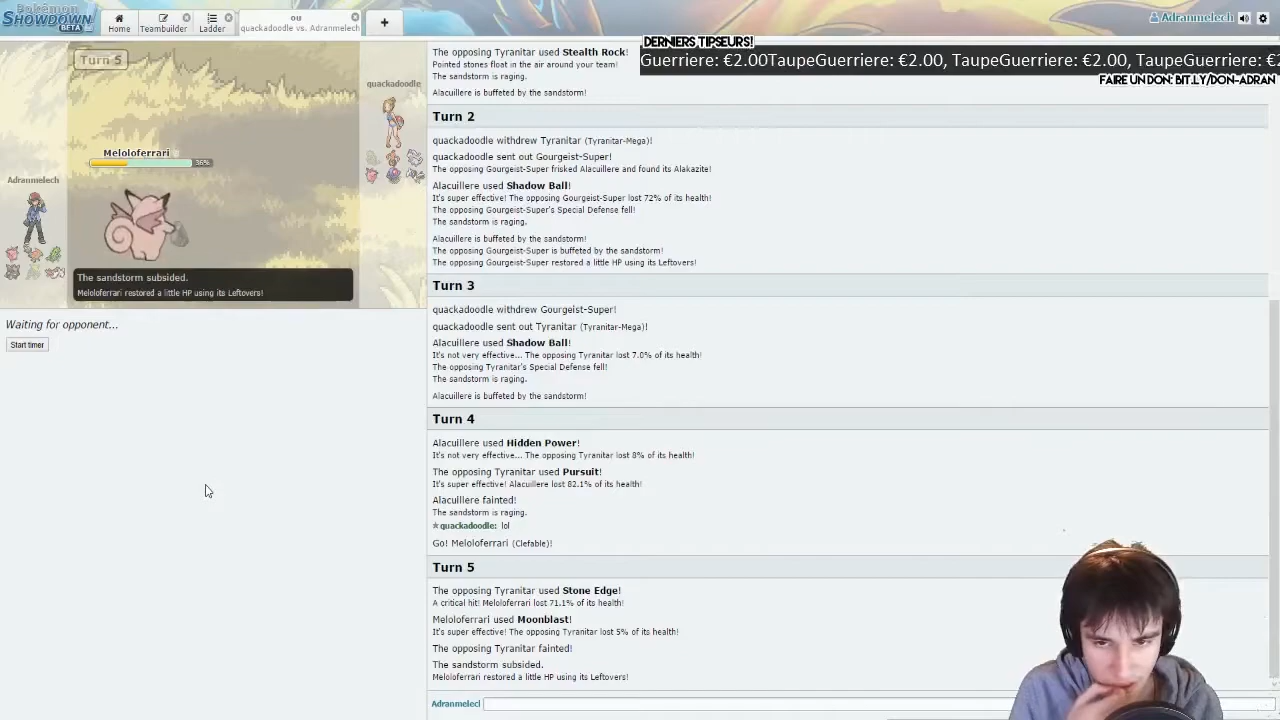 Pokémon
Showdown
BETA
Home
Teambuilder
Ladder
ou
quackadoodle vs. Adranmelech
+
Adranmelech
DERNIERS TIPSEURS!
Guerriere: €2.00TaupeGuerriere: €2.00, TaupeGuerriere: €2.00, TaupeGuerriere: €2
FAIRE UN DON: BIT.LY/DON-ADRAN
Turn 5
quackadoodle
Meloloferrari
36%
Adranmelech
The sandstorm subsided.
Meloloferrari restored a little HP using its Leftovers!
Waiting for opponent...
Start timer
The opposing Tyranitar used Stealth Rock!
Pointed stones float in the air around your team!
The sandstorm is raging.
Alacuillere is buffeted by the sandstorm!
Turn 2
quackadoodle withdrew Tyranitar (Tyranitar-Mega)!
quackadoodle sent out Gourgeist-Super!
The opposing Gourgeist-Super frisked Alacuillere and found its Alakazite!
Alacuillere used Shadow Ball!
It's super effective! The opposing Gourgeist-Super lost 72% of its health!
The opposing Gourgeist-Super's Special Defense fell!
The sandstorm is raging.
Alacuillere is buffeted by the sandstorm!
The opposing Gourgeist-Super is buffeted by the sandstorm!
The opposing Gourgeist-Super restored a little HP using its Leftovers!
Turn 3
quackadoodle withdrew Gourgeist-Super!
quackadoodle sent out Tyranitar (Tyranitar-Mega)!
Alacuillere used Shadow Ball!
It's not very effective... The opposing Tyranitar lost 7.0% of its health!
The opposing Tyranitar's Special Defense fell!
The sandstorm is raging.
Alacuillere is buffeted by the sandstorm!
Turn 4
Alacuillere used Hidden Power!
It's not very effective... The opposing Tyranitar lost 8% of its health!
The opposing Tyranitar used Pursuit!
It's super effective! Alacuillere lost 82.1% of its health!
Alacuillere fainted!
The sandstorm is raging.
☆quackadoodle: lol
Go! Meloloferrari (Clefable)!
Turn 5
The opposing Tyranitar used Stone Edge!
A critical hit! Meloloferrari lost 71.1% of its health!
Meloloferrari used Moonblast!
It's super effective! The opposing Tyranitar lost 5% of its health!
The opposing Tyranitar fainted!
The sandstorm subsided.
Meloloferrari restored a little HP using its Leftovers!
Adranmelecl